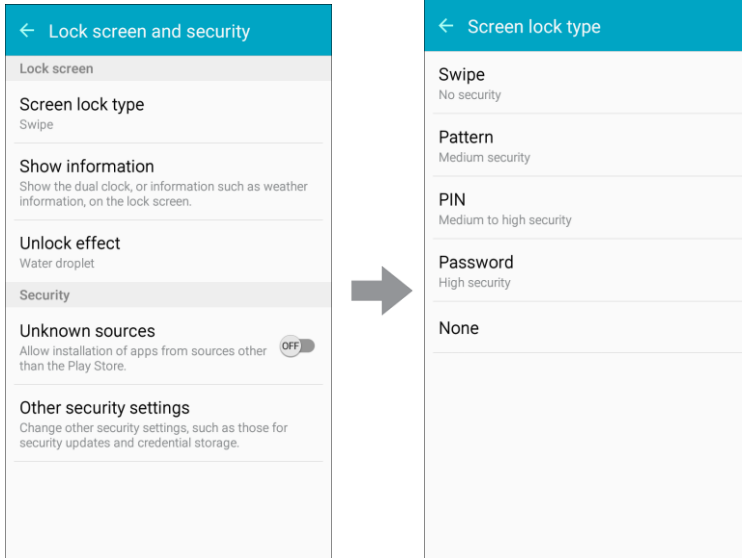 Lock screen and security
Lock screen
Screen lock type
Swipe
Show information
Show the dual clock, or information such as weather
information, on the lock screen.
Unlock effect
Water droplet
Security
Unknown sources
Allow installation of apps from sources other
than the Play Store.
OFF
Other security settings
Change other security settings, such as those for
security updates and credential storage.
Screen lock type
Swipe
No security
Pattern
Medium security
PIN
Medium to high security
Password
High security
None